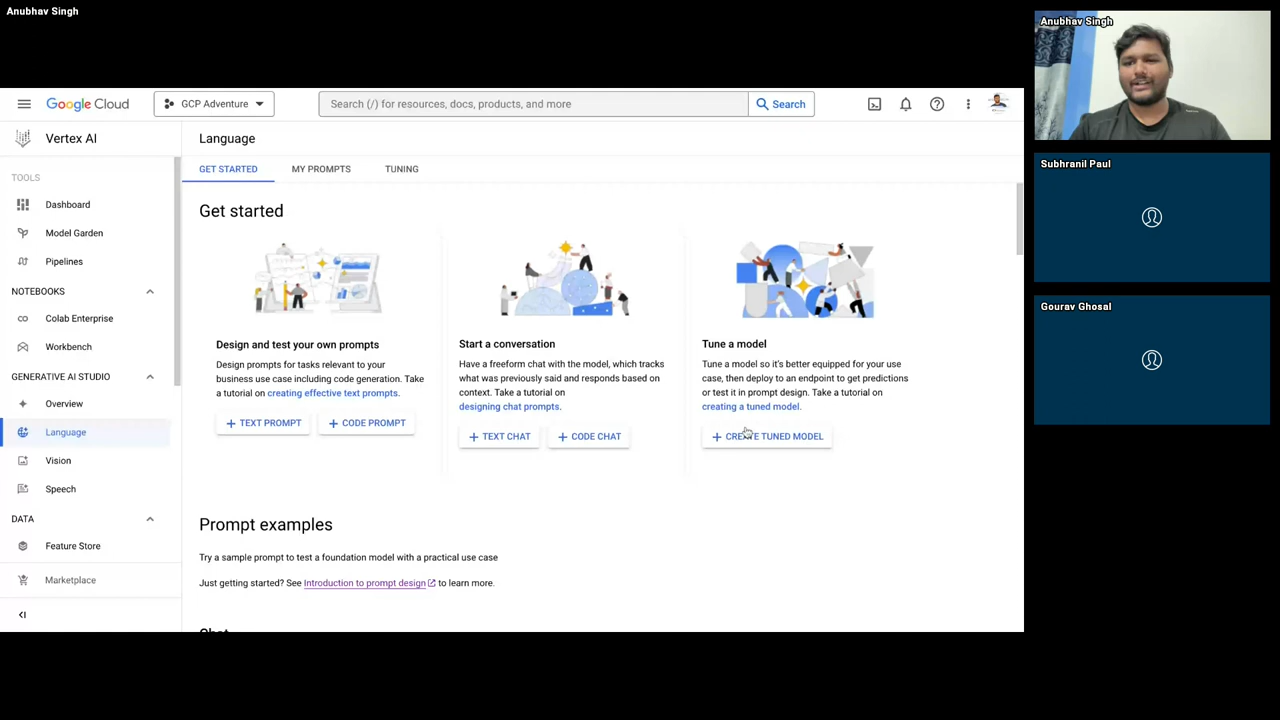 Anubhav Singh
Google Cloud
GCP Adventure
Search (/) for resources, docs, products, and more
Search
Vertex AI
TOOLS
Dashboard
Model Garden
Pipelines
NOTEBOOKS
Colab Enterprise
Workbench
GENERATIVE AI STUDIO
Overview
Language
Vision
Speech
DATA
Feature Store
Marketplace
Language
GET STARTED
MY PROMPTS
TUNING
Get started
Design and test your own prompts
Design prompts for tasks relevant to your
business use case including code generation. Take
a tutorial on creating effective text prompts.
+ TEXT PROMPT
+ CODE PROMPT
Start a conversation
Have a freeform chat with the model, which tracks
what was previously said and responds based on
context. Take a tutorial on
designing chat prompts.
+ TEXT CHAT
+ CODE CHAT
Tune a model
Tune a model so it's better equipped for your use
case, then deploy to an endpoint to get predictions
or test it in prompt design. Take a tutorial on
creating a tuned model.
+ CREATE TUNED MODEL
Prompt examples
Try a sample prompt to test a foundation model with a practical use case
Just getting started? See Introduction to prompt design to learn more.
Chat
Anubhav Singh
Subhranil Paul
Gourav Ghosal